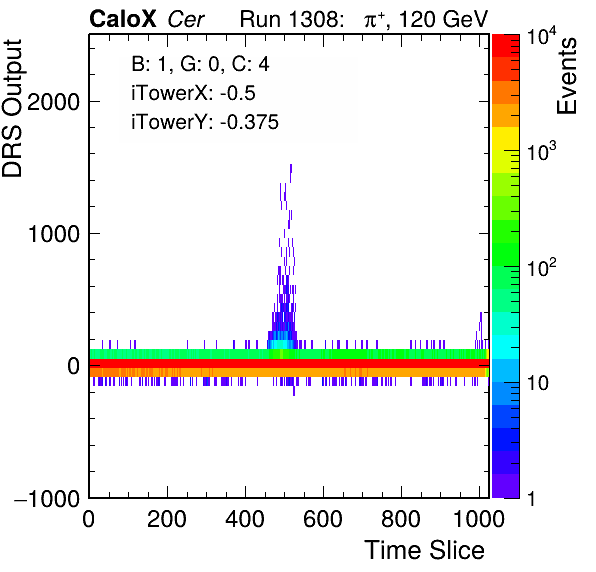 CaloX Cer Run 1308: π⁺, 120 GeV
B: 1, G: 0, C: 4
iTowerX: -0.5
iTowerY: -0.375
DRS Output
2000
1000
0
−1000
0 200 400 600 800 1000
Time Slice
Events
10⁴
10³
10²
10
1